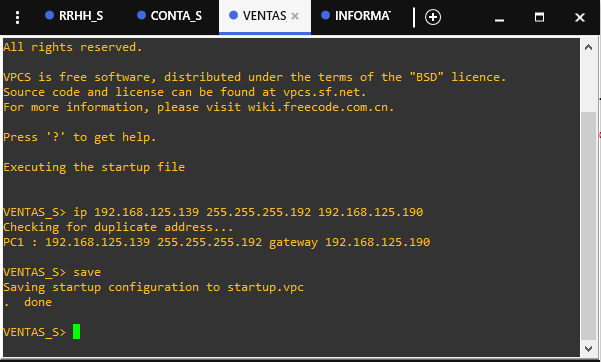 RRHH_S CONTA_S VENTAS × INFORMAT
All rights reserved.
VPCS is free software, distributed under the terms of the "BSD" licence.
Source code and license can be found at vpcs.sf.net.
For more information, please visit wiki.freecode.com.cn.
Press '?' to get help.
Executing the startup file
VENTAS_S> ip 192.168.125.139 255.255.255.192 192.168.125.190
Checking for duplicate address...
PC1 : 192.168.125.139 255.255.255.192 gateway 192.168.125.190
VENTAS_S> save
Saving startup configuration to startup.vpc
.  done
VENTAS_S>